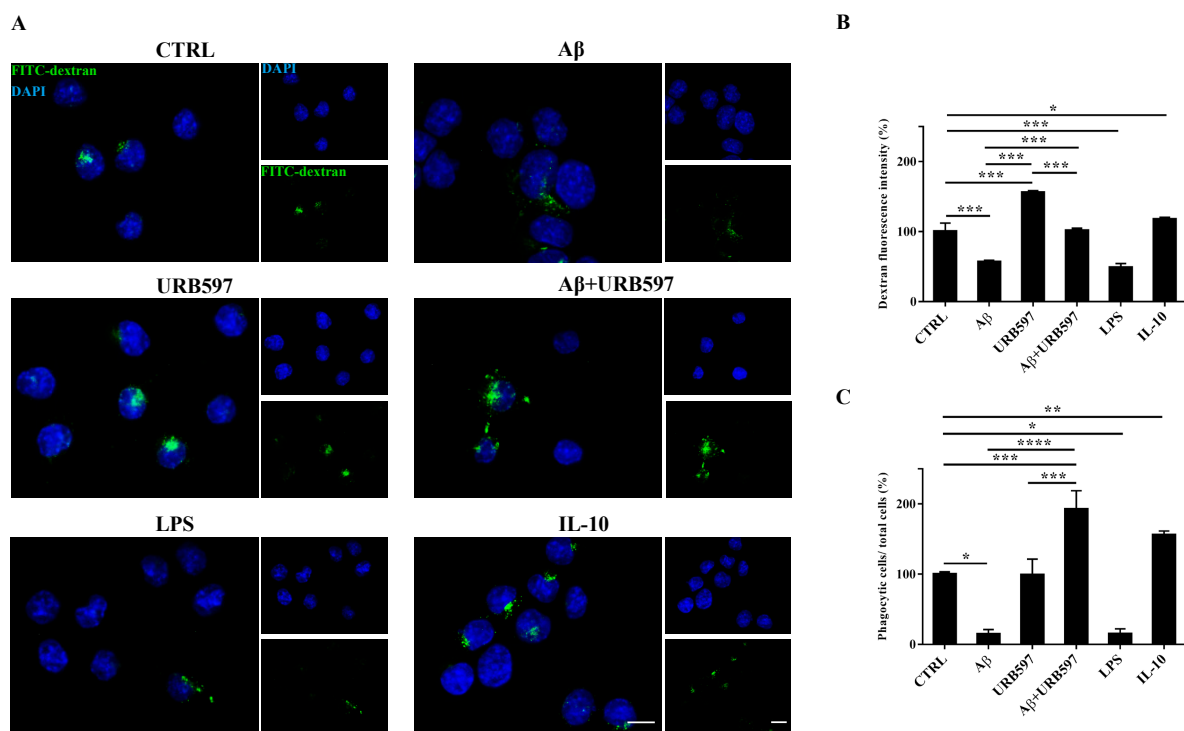 A
CTRL
FITC-dextran
DAPI
DAPI
FITC-dextran
Aβ
URB597
Aβ+URB597
LPS
IL-10
B
Dextran fluorescence intensity (%)
200
150
100
50
0
*
***
***
***
***
***
***
CTRL
Aβ
URB597
Aβ+URB597
LPS
IL-10
C
Phagocytic cells/ total cells (%)
200
100
0
**
*
****
***
***
*
CTRL
Aβ
URB597
Aβ+URB597
LPS
IL-10